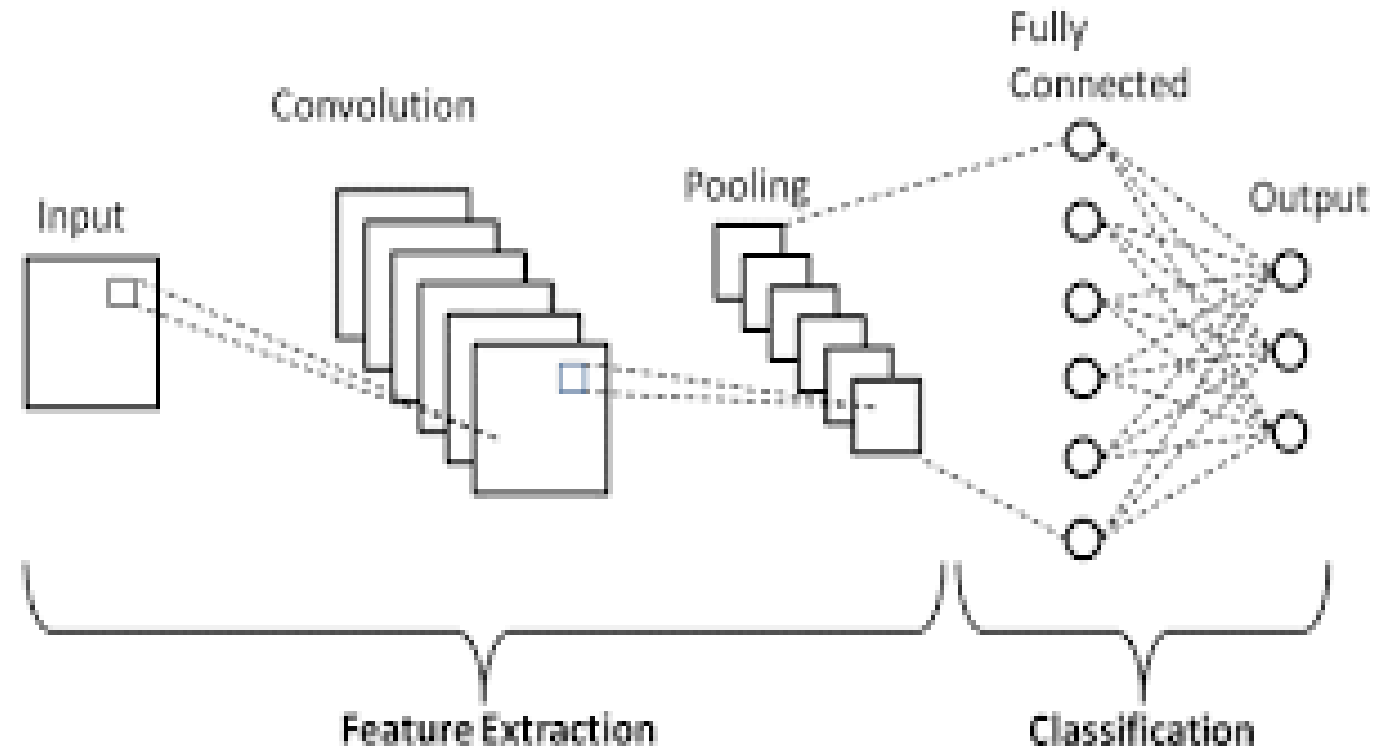 Input
Convolution
Pooling
Fully
Connected
Output
Feature Extraction
Classification